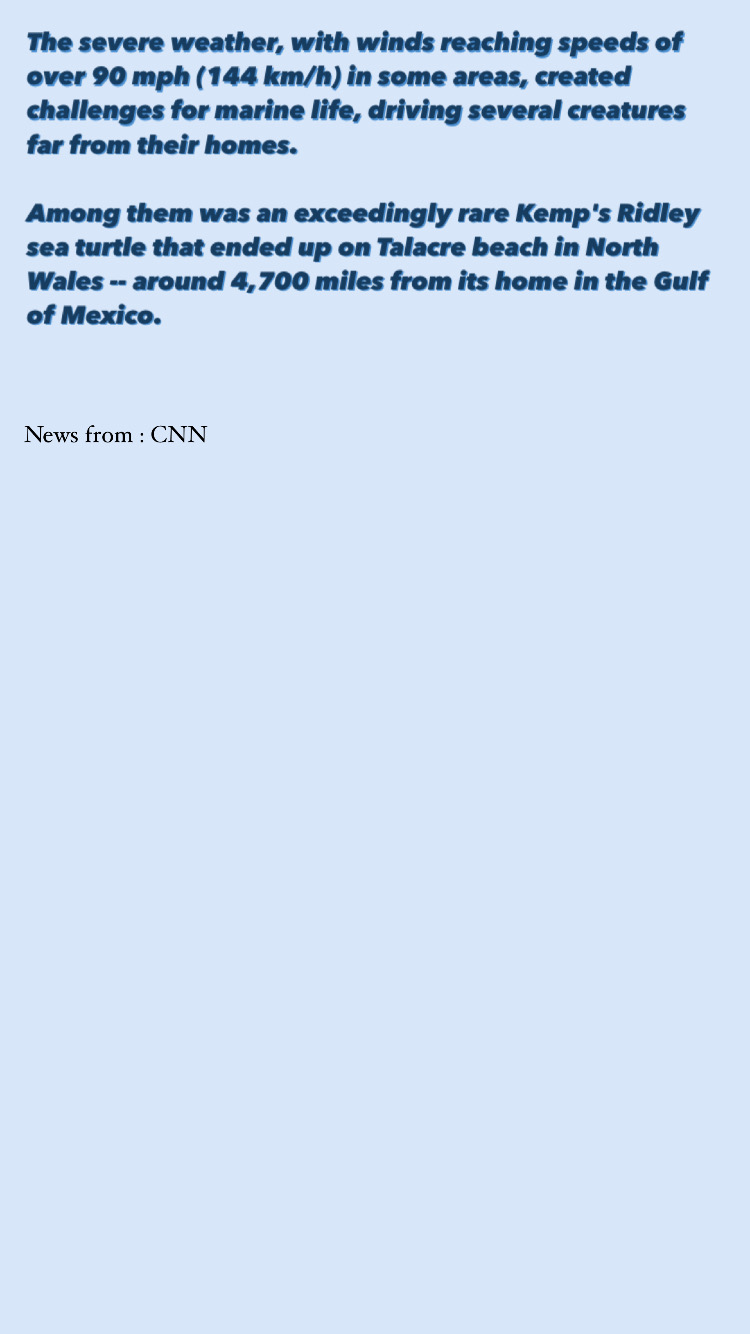 The severe weather, with winds reaching speeds of
over 90 mph (144 km/h) in some areas, created
challenges for marine life, driving several creatures
far from their homes.
Among them was an exceedingly rare Kemp's Ridley
sea turtle that ended up on Talacre beach in North
Wales -- around 4,700 miles from its home in the Gulf
of Mexico.
News from : CNN